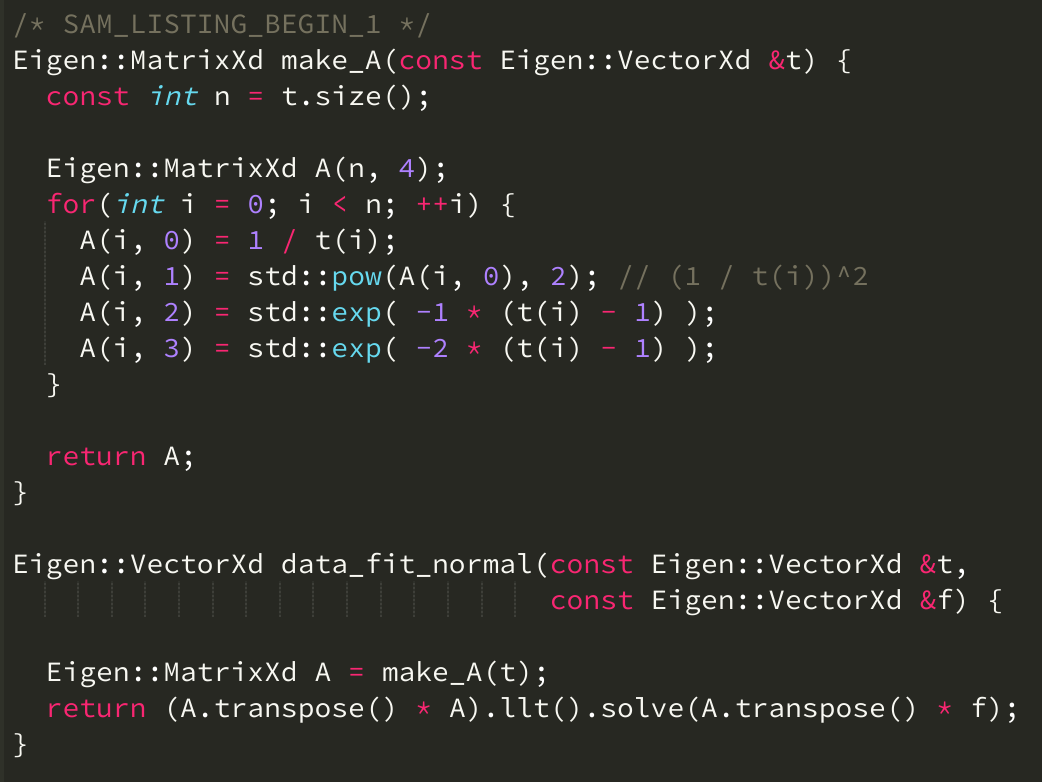 /* SAM_LISTING_BEGIN_1 */
Eigen::MatrixXd make_A(const Eigen::VectorXd &t) {
  const int n = t.size();

  Eigen::MatrixXd A(n, 4);
  for(int i = 0; i < n; ++i) {
    A(i, 0) = 1 / t(i);
    A(i, 1) = std::pow(A(i, 0), 2); // (1 / t(i))^2
    A(i, 2) = std::exp( -1 * (t(i) - 1) );
    A(i, 3) = std::exp( -2 * (t(i) - 1) );
  }

  return A;
}

Eigen::VectorXd data_fit_normal(const Eigen::VectorXd &t,
                                const Eigen::VectorXd &f) {

  Eigen::MatrixXd A = make_A(t);
  return (A.transpose() * A).llt().solve(A.transpose() * f);
}